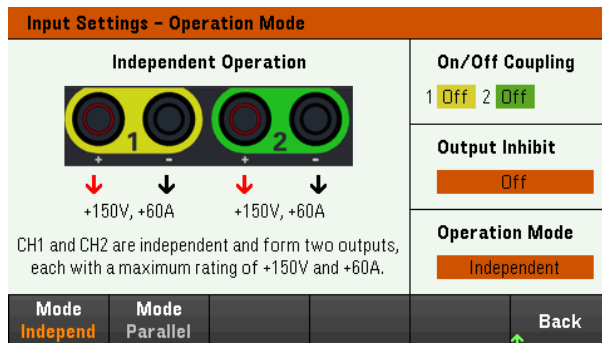 Input Settings - Operation Mode
Independent Operation
1 2
+ - + -
+150V, +60A +150V, +60A
CH1 and CH2 are independent and form two outputs,
each with a maximum rating of +150V and +60A.
On/Off Coupling
1 Off 2 Off
Output Inhibit
Off
Operation Mode
Independent
Mode Mode Back
Independ Parallel